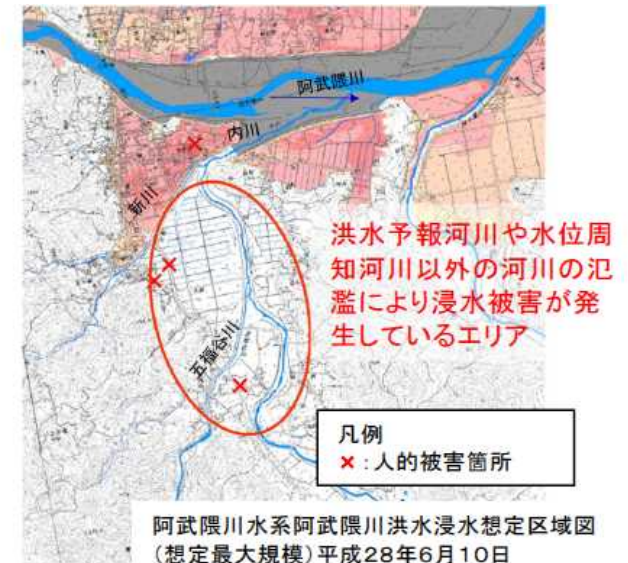 阿武隈川
内川
新川
五福谷川
洪水予報河川や水位周
知河川以外の河川の氾
濫により浸水被害が発
生しているエリア
凡例
×:人的被害箇所
阿武隈川水系阿武隈川洪水浸水想定区域図
(想定最大規模)平成28年6月10日